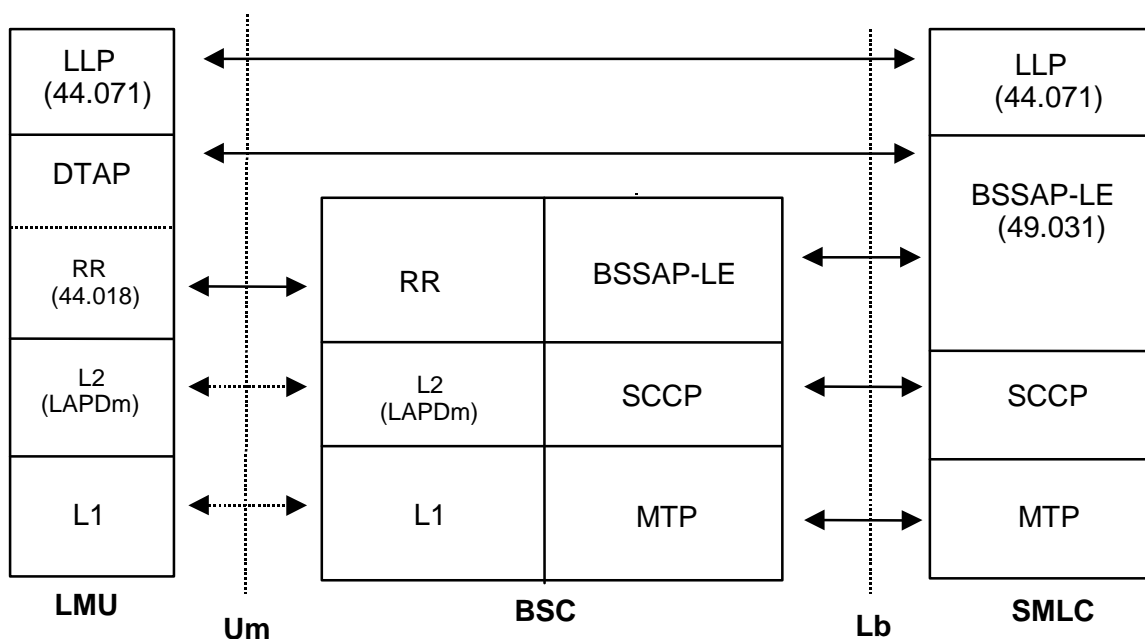 LLP
(44.071)
DTAP
RR
(44.018)
L2
(LAPDm)
L1
LMU
Um
RR
BSSAP-LE
L2
(LAPDm)
SCCP
L1
MTP
BSC
Lb
LLP
(44.071)
BSSAP-LE
(49.031)
SCCP
MTP
SMLC